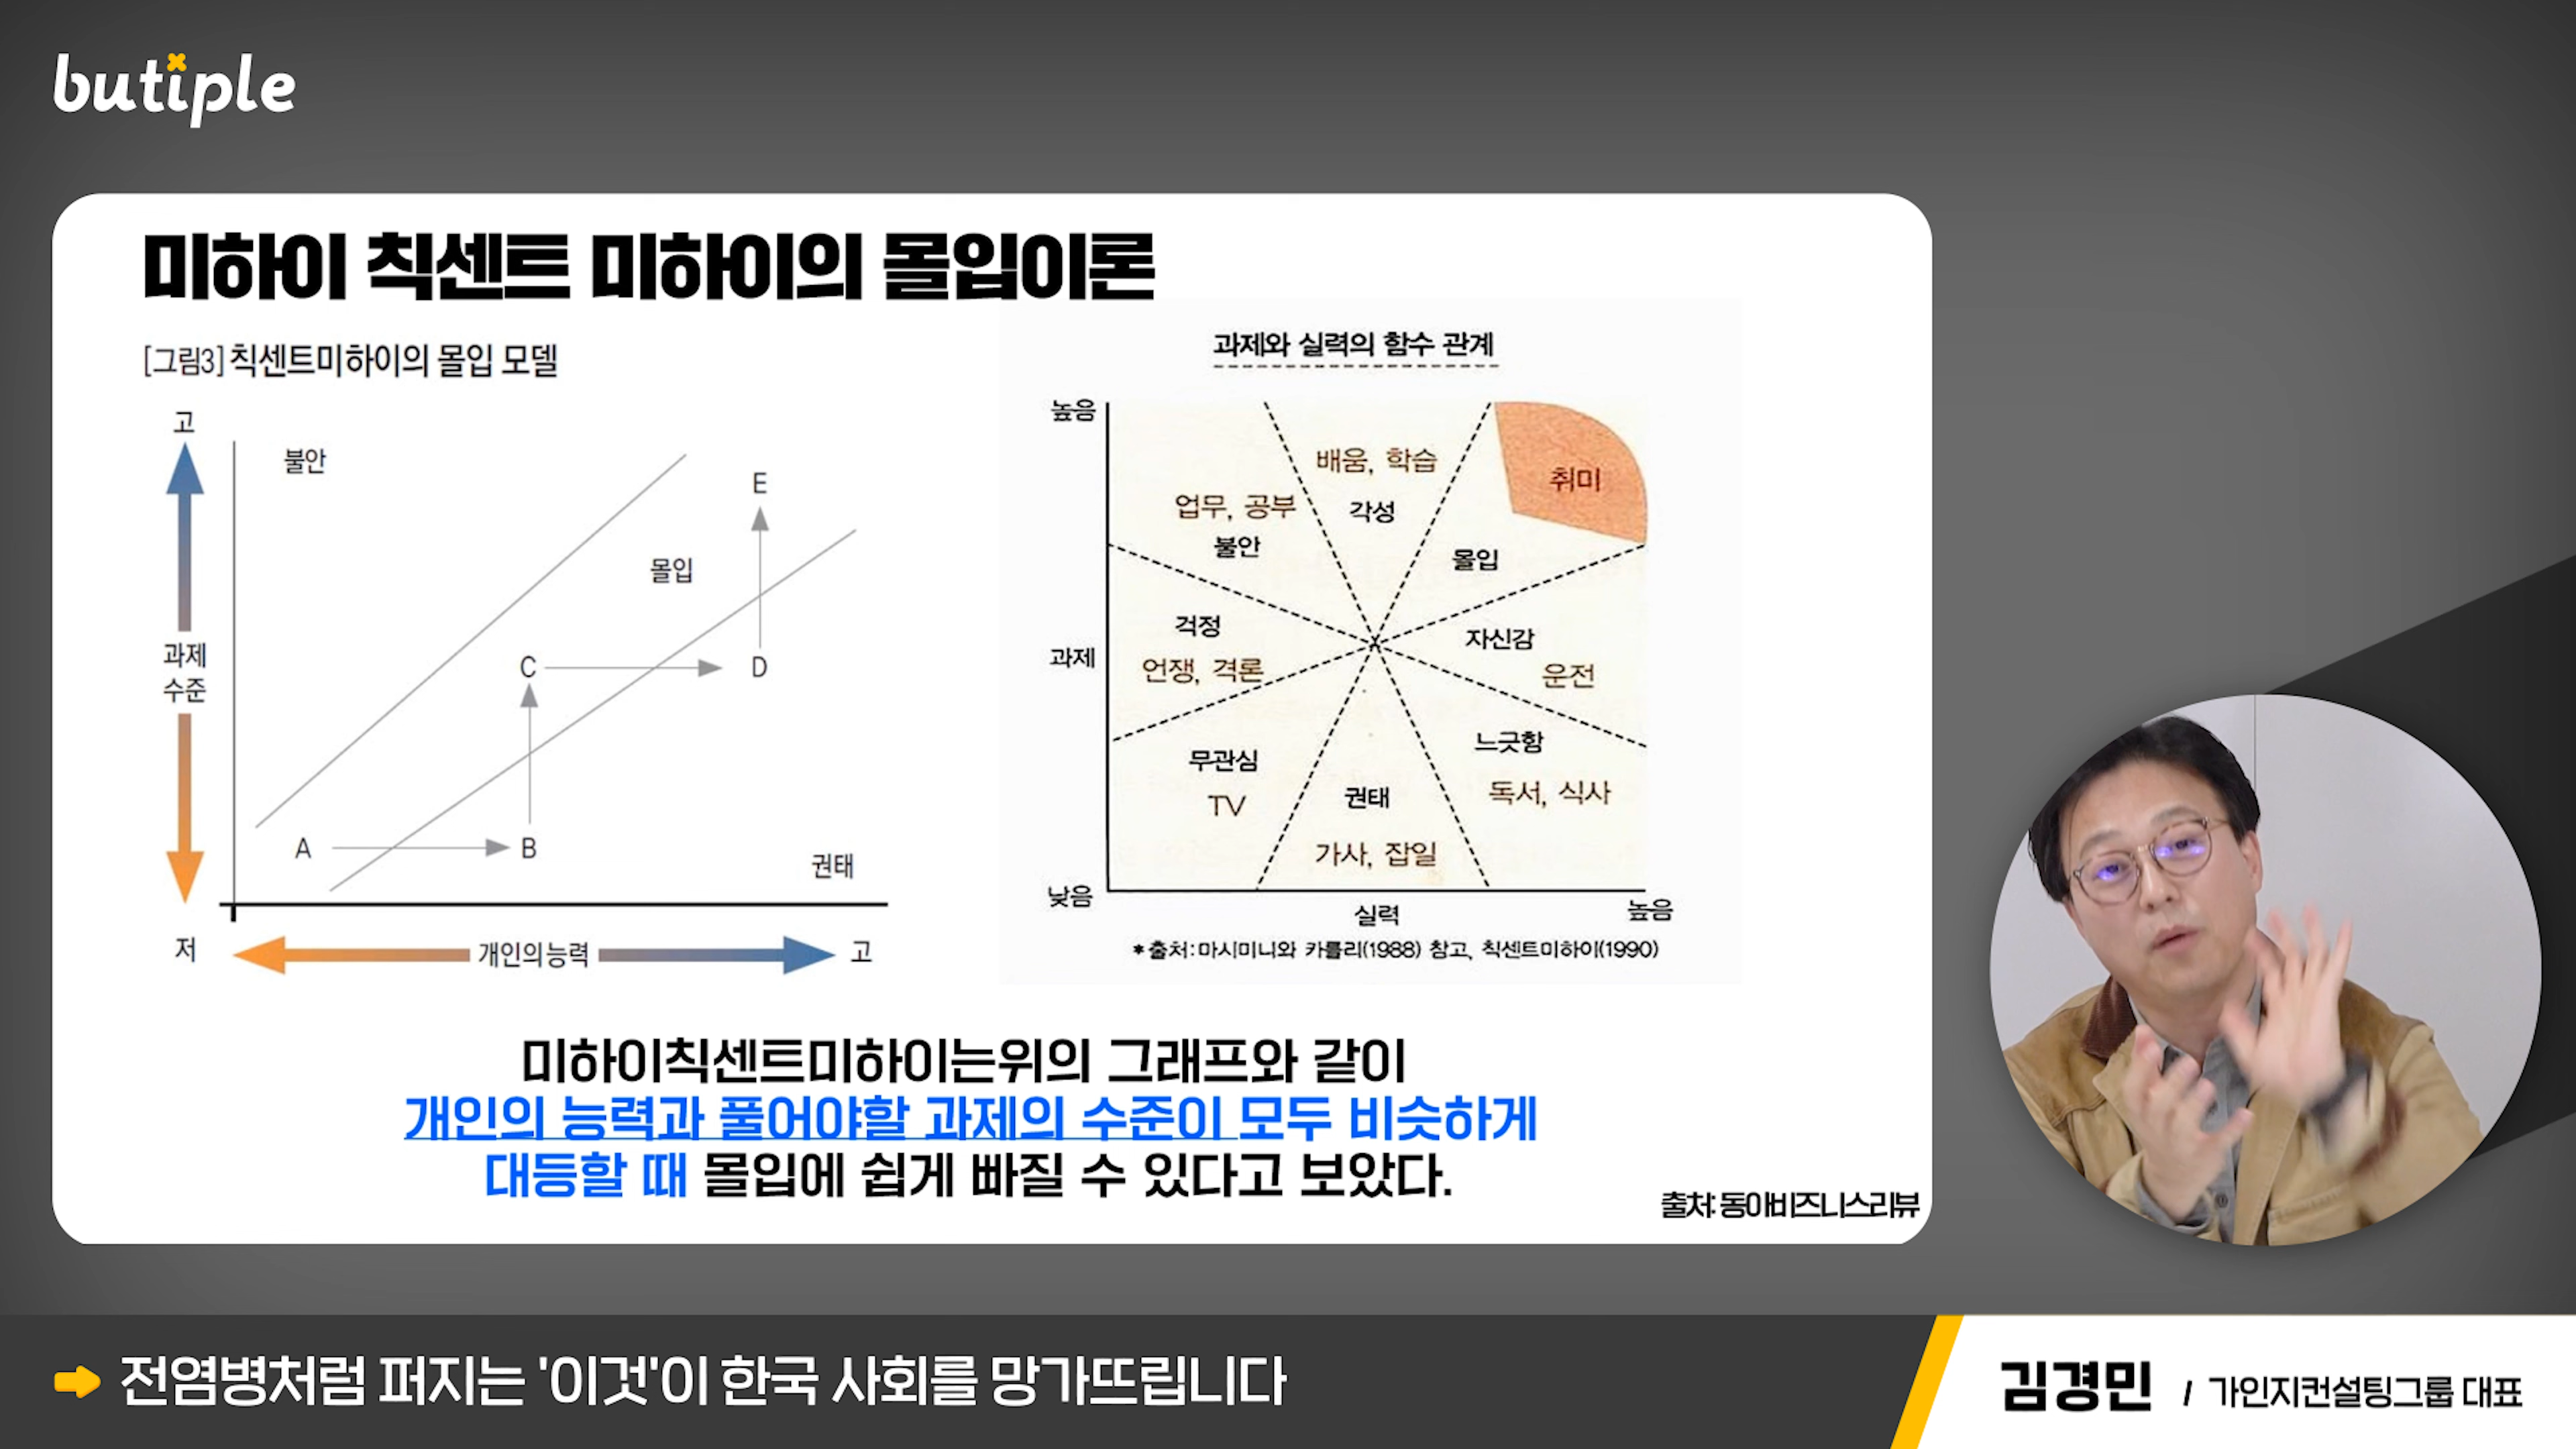 butiple
미하이 칙센트 미하이의 몰입이론
[그림3] 칙센트미하이의 몰입 모델
고
불안
E
몰입
과제
수준
C
D
A
B
권태
저
개인의 능력
고
과제와 실력의 함수 관계
높음
배움, 학습
취미
업무, 공부
각성
불안
몰입
걱정
자신감
과제
언쟁, 격론
운전
무관심
느긋함
TV
권태
독서, 식사
가사, 잡일
낮음
실력
높음
*출처:마시미니와 카를리(1988) 참고, 칙센트미하이(1990)
미하이칙센트미하이는위의 그래프와 같이
개인의 능력과 풀어야할 과제의 수준이 모두 비슷하게
대등할 때 몰입에 쉽게 빠질 수 있다고 보았다.
출처: 동아비즈니스리뷰
전염병처럼 퍼지는 '이것'이 한국 사회를 망가뜨립니다
김경민 / 가인지컨설팅그룹 대표